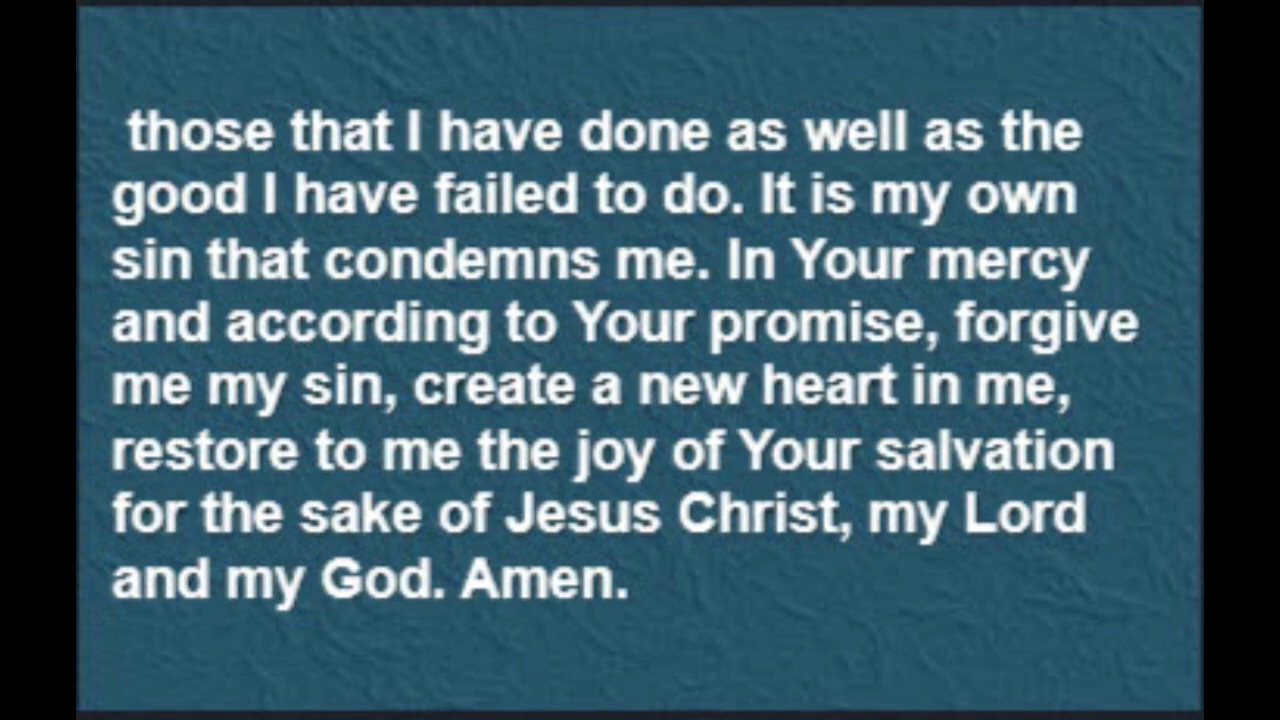 those that I have done as well as the
good I have failed to do. It is my own
sin that condemns me. In Your mercy
and according to Your promise, forgive
me my sin, create a new heart in me,
restore to me the joy of Your salvation
for the sake of Jesus Christ, my Lord
and my God. Amen.